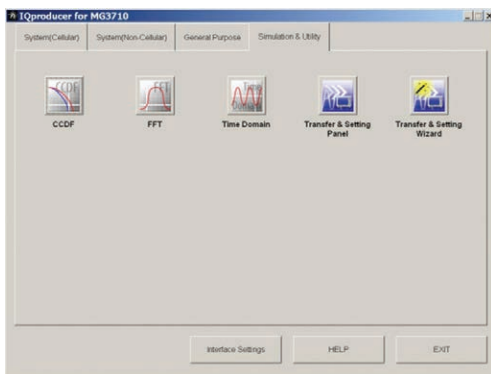 IQproducer for MG3710
System(Cellular) System(Non-Cellular) General Purpose Simulation & Utility
CCDF FFT Time Domain Transfer & Setting Panel Transfer & Setting Wizard
Interface Settings HELP EXIT